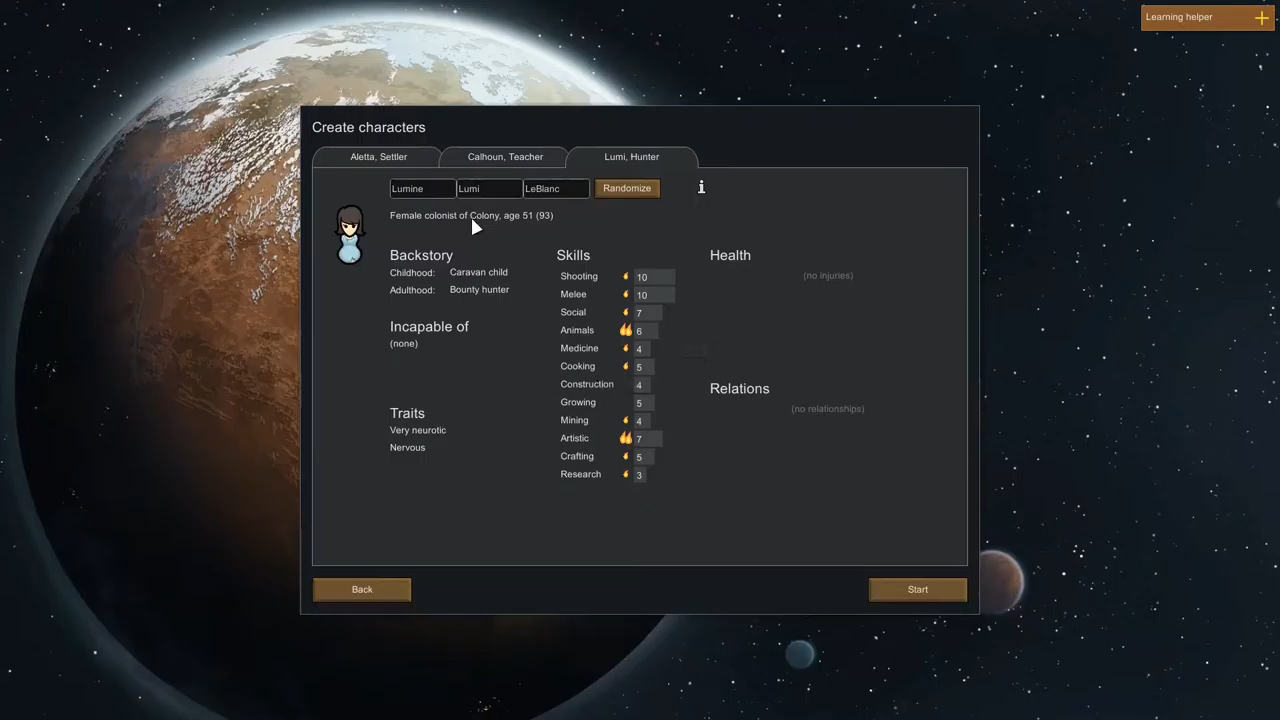 Learning helper
Create characters
Aletta, Settler Calhoun, Teacher Lumi, Hunter
Lumine Lumi LeBlanc Randomize
Female colonist of Colony, age 51 (93)
Backstory
Childhood: Caravan child
Adulthood: Bounty hunter
Incapable of
(none)
Traits
Very neurotic
Nervous
Skills
Shooting 10
Melee 10
Social 7
Animals 6
Medicine 4
Cooking 5
Construction 4
Growing 5
Mining 4
Artistic 7
Crafting 5
Research 3
Health
(no injuries)
Relations
(no relationships)
Back Start